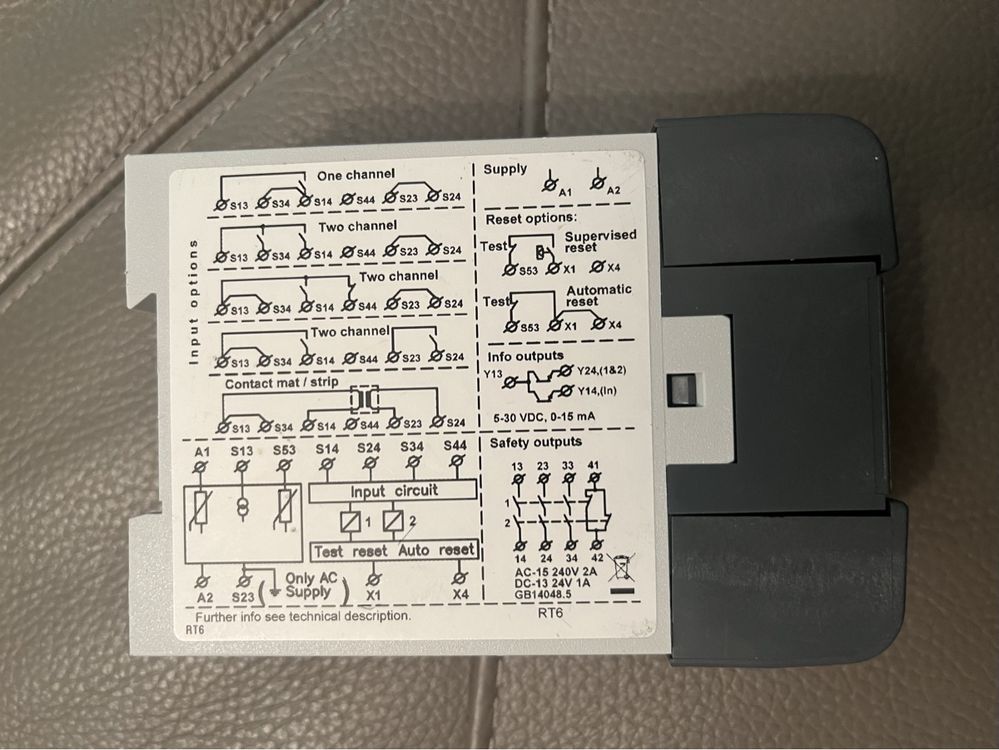 Input options
One channel
S13 S34 S14 S44 S23 S24
Two channel
S13 S34 S14 S44 S23 S24
Two channel
S13 S34 S14 S44 S23 S24
Two channel
S13 S34 S14 S44 S23 S24
Contact mat / strip
S13 S34 S14 S44 S23 S24
A1 S13 S53 S14 S24 S34 S44
Input circuit
1 2
Test reset Auto reset
A2 S23 (Only AC Supply) X1 X4
Further info see technical description.
RT6
Supply
A1 A2
Reset options:
Test Supervised
reset
S53 X1 X4
Test Automatic
reset
S53 X1 X4
Info outputs
Y13 Y24,(1&2)
Y14,(In)
5-30 VDC, 0-15 mA
Safety outputs
13 23 33 41
1
2
14 24 34 42
AC-15 240V 2A
DC-13 24V 1A
GB14048.5
RT6